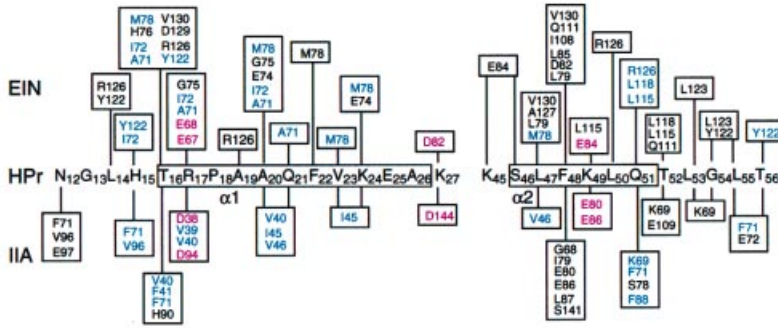 M78 V130
H76 D129
I72 R126
A71 Y122
R126
Y122
Y122
I72
G75
I72
A71
E68
E67
R126
M78
G75
E74
I72
A71
A71
M78
M78
M78
E74
D82
E84
V130
A127
L79
M78
V130
Q111
I108
L85
D82
L79
L115
E84
R126
R126
L118
L115
L118
L115
Q111
L123
L123
Y122
Y122
EIN
HPr N12G13L14H15 T16R17P18A19A20Q21F22V23K24E25A26K27 K45 S46L47F48K49L50Q51T52L53G54L55T56
α1 α2
IIA
F71
V96
E97
F71
V96
V40
F41
F71
H90
D38
V39
V40
D94
V40
I45
V46
I45
D144
V46
G68
I79
E80
E86
L87
S141
E80
E86
K69
F71
S78
F88
K69
E109
K69
F71
E72